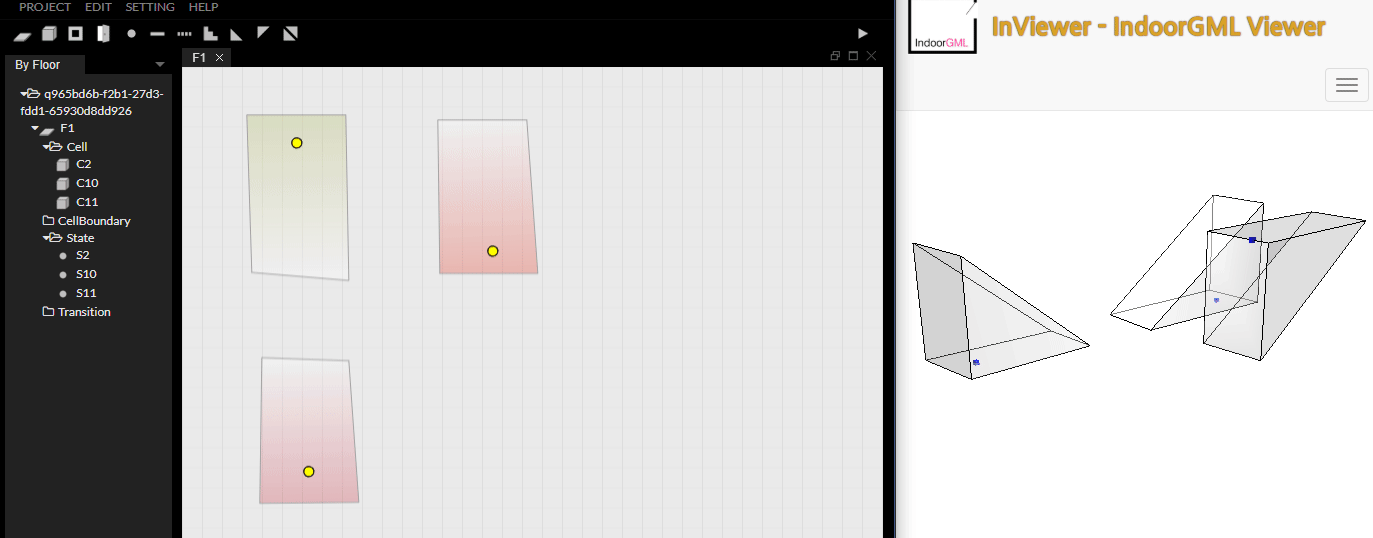 PROJECT EDIT SETTING HELP
By Floor
F1
q965bd6b-f2b1-27d3-
fdd1-65930d8dd926
F1
Cell
C2
C10
C11
CellBoundary
State
S2
S10
S11
Transition
IndoorGML
InViewer - IndoorGML Viewer